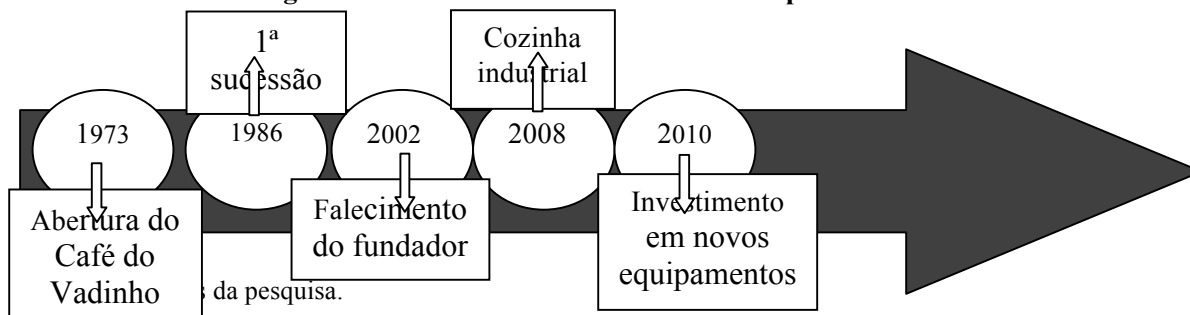 1ª
sucessão
Cozinha
industrial
1973
1986
2002
2008
2010
Abertura do
Café do
Vadinho
Falecimento
do fundador
Investimento
em novos
equipamentos
da pesquisa.